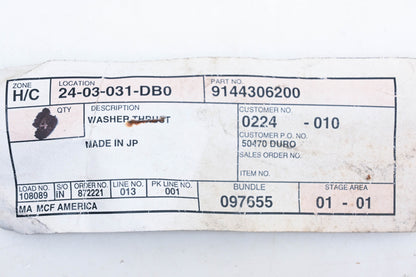 ZONE LOCATION PART NO.
H/C 24-03-031-DB0 9144306200
QTY DESCRIPTION CUSTOMER NO.
WASHER THRUST 0224 -010
CUSTOMER P.O. NO.
MADE IN JP 50470 DURO
SALES ORDER NO.
ITEM NO.
LOAD NO. S/O ORDER NO. LINE NO. PK LINE NO. BUNDLE STAGE AREA
108089 IN 872221 013 001 097655 01 - 01
MA MCF AMERICA